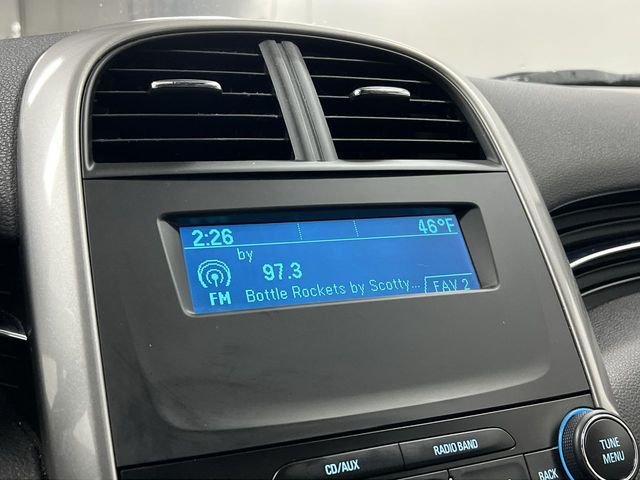 2:26 46°F
by
97.3
FM Bottle Rockets by Scotty... FAV 2
CD/AUX RADIO BAND TUNE
MENU
BACK